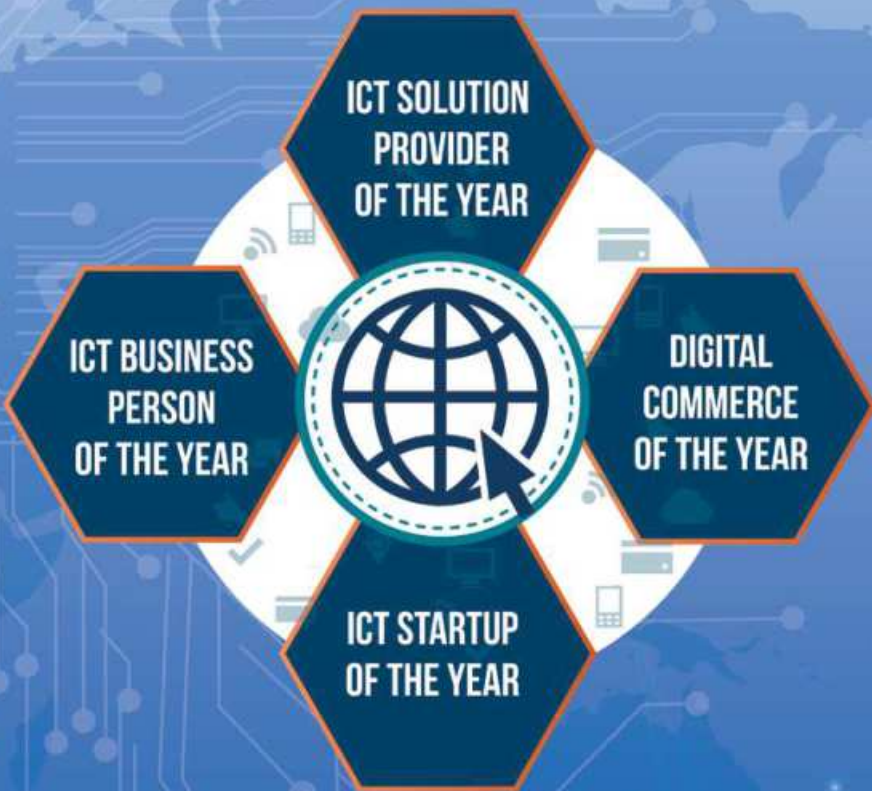 ICT SOLUTION
PROVIDER
OF THE YEAR
ICT BUSINESS
PERSON
OF THE YEAR
DIGITAL
COMMERCE
OF THE YEAR
ICT STARTUP
OF THE YEAR